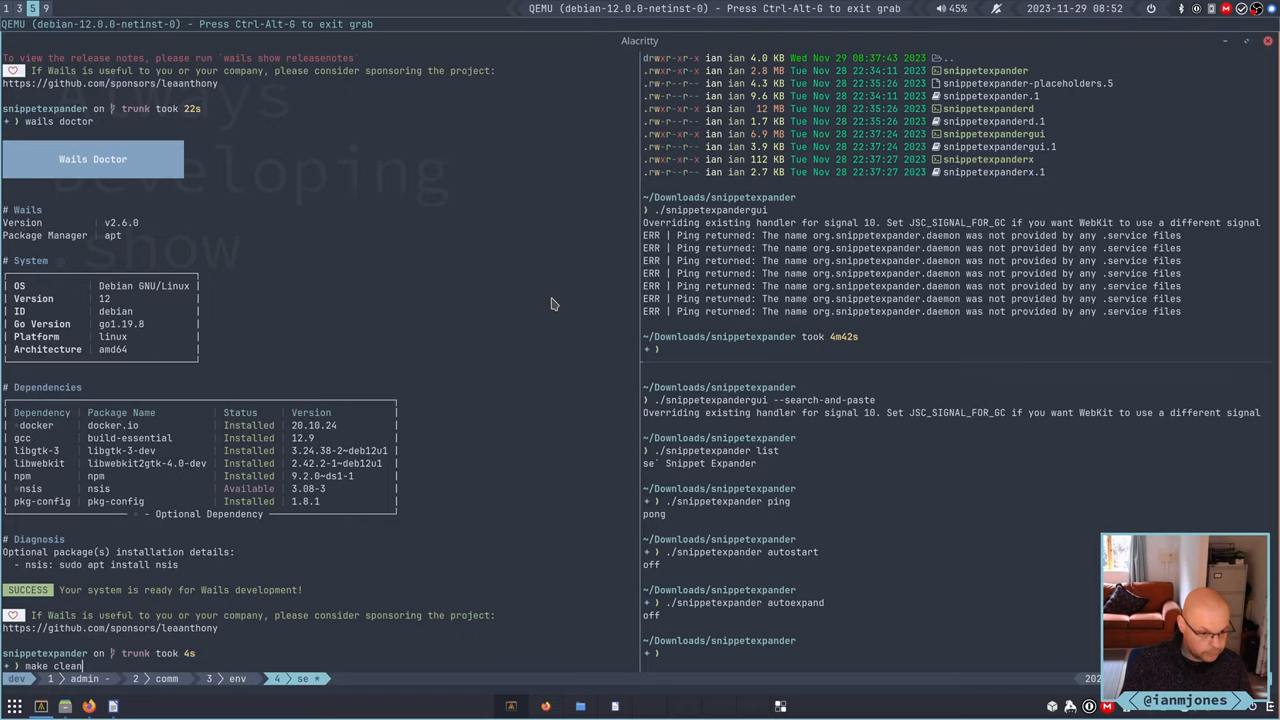 1 3 5 9
QEMU (debian-12.0.0-netinst-0) - Press Ctrl-Alt-G to exit grab
45%
2023-11-29 08:52
QEMU (debian-12.0.0-netinst-0) - Press Ctrl-Alt-G to exit grab
Alacritty
To view the release notes, please run `wails show releasenotes`
If Wails is useful to you or your company, please consider sponsoring the project:
https://github.com/sponsors/leaanthony
snippetexpander on trunk took 22s
+ ❯ wails doctor
Wails Doctor
Developing
Show
# Wails
Version | v2.6.0
Package Manager | apt
# System
OS | Debian GNU/Linux
Version | 12
ID | debian
Go Version | go1.19.8
Platform | linux
Architecture | amd64
# Dependencies
Dependency | Package Name | Status | Version
*docker | docker.io | Installed | 20.10.24
gcc | build-essential | Installed | 12.9
libgtk-3 | libgtk-3-dev | Installed | 3.24.38-2~deb12u1
libwebkit | libwebkit2gtk-4.0-dev | Installed | 2.42.2-1~deb12u1
npm | npm | Installed | 9.2.0~ds1-1
*nsis | nsis | Available | 3.08-3
pkg-config | pkg-config | Installed | 1.8.1
* - Optional Dependency
# Diagnosis
Optional package(s) installation details:
- nsis: sudo apt install nsis
SUCCESS Your system is ready for Wails development!
If Wails is useful to you or your company, please consider sponsoring the project:
https://github.com/sponsors/leaanthony
snippetexpander on trunk took 4s
+ ❯ make clean
drwxr-xr-x ian ian 4.0 KB Wed Nov 29 08:37:43 2023 ..
.rwxr-xr-x ian ian 2.8 MB Tue Nov 28 22:34:11 2023 snippetexpander
.rw-r--r-- ian ian 4.3 KB Tue Nov 28 22:35:26 2023 snippetexpander-placeholders.5
.rw-r--r-- ian ian 9.6 KB Tue Nov 28 22:34:11 2023 snippetexpander.1
.rwxr-xr-x ian ian 12 MB Tue Nov 28 22:35:26 2023 snippetexpanderd
.rw-r--r-- ian ian 1.7 KB Tue Nov 28 22:35:26 2023 snippetexpanderd.1
.rwxr-xr-x ian ian 6.9 MB Tue Nov 28 22:37:24 2023 snippetexpandergui
.rw-r--r-- ian ian 3.9 KB Tue Nov 28 22:37:24 2023 snippetexpandergui.1
.rwxr-xr-x ian ian 112 KB Tue Nov 28 22:37:27 2023 snippetexpanderx
.rw-r--r-- ian ian 2.7 KB Tue Nov 28 22:37:27 2023 snippetexpanderx.1
~/Downloads/snippetexpander
❯ ./snippetexpandergui
Overriding existing handler for signal 10. Set JSC_SIGNAL_FOR_GC if you want WebKit to use a different signal
ERR | Ping returned: The name org.snippetexpander.daemon was not provided by any .service files
ERR | Ping returned: The name org.snippetexpander.daemon was not provided by any .service files
ERR | Ping returned: The name org.snippetexpander.daemon was not provided by any .service files
ERR | Ping returned: The name org.snippetexpander.daemon was not provided by any .service files
ERR | Ping returned: The name org.snippetexpander.daemon was not provided by any .service files
ERR | Ping returned: The name org.snippetexpander.daemon was not provided by any .service files
ERR | Ping returned: The name org.snippetexpander.daemon was not provided by any .service files
~/Downloads/snippetexpander took 4m42s
+ ❯
~/Downloads/snippetexpander
+ ❯ ./snippetexpandergui --search-and-paste
Overriding existing handler for signal 10. Set JSC_SIGNAL_FOR_GC if you want WebKit to use a different signal
~/Downloads/snippetexpander
+ ❯ ./snippetexpander list
se` Snippet Expander
~/Downloads/snippetexpander
+ ❯ ./snippetexpander ping
pong
~/Downloads/snippetexpander
+ ❯ ./snippetexpander autostart
off
~/Downloads/snippetexpander
+ ❯ ./snippetexpander autoexpand
off
~/Downloads/snippetexpander
+ ❯
dev 1 admin - 2 comm 3 env 4 se *
202
@ianmjones